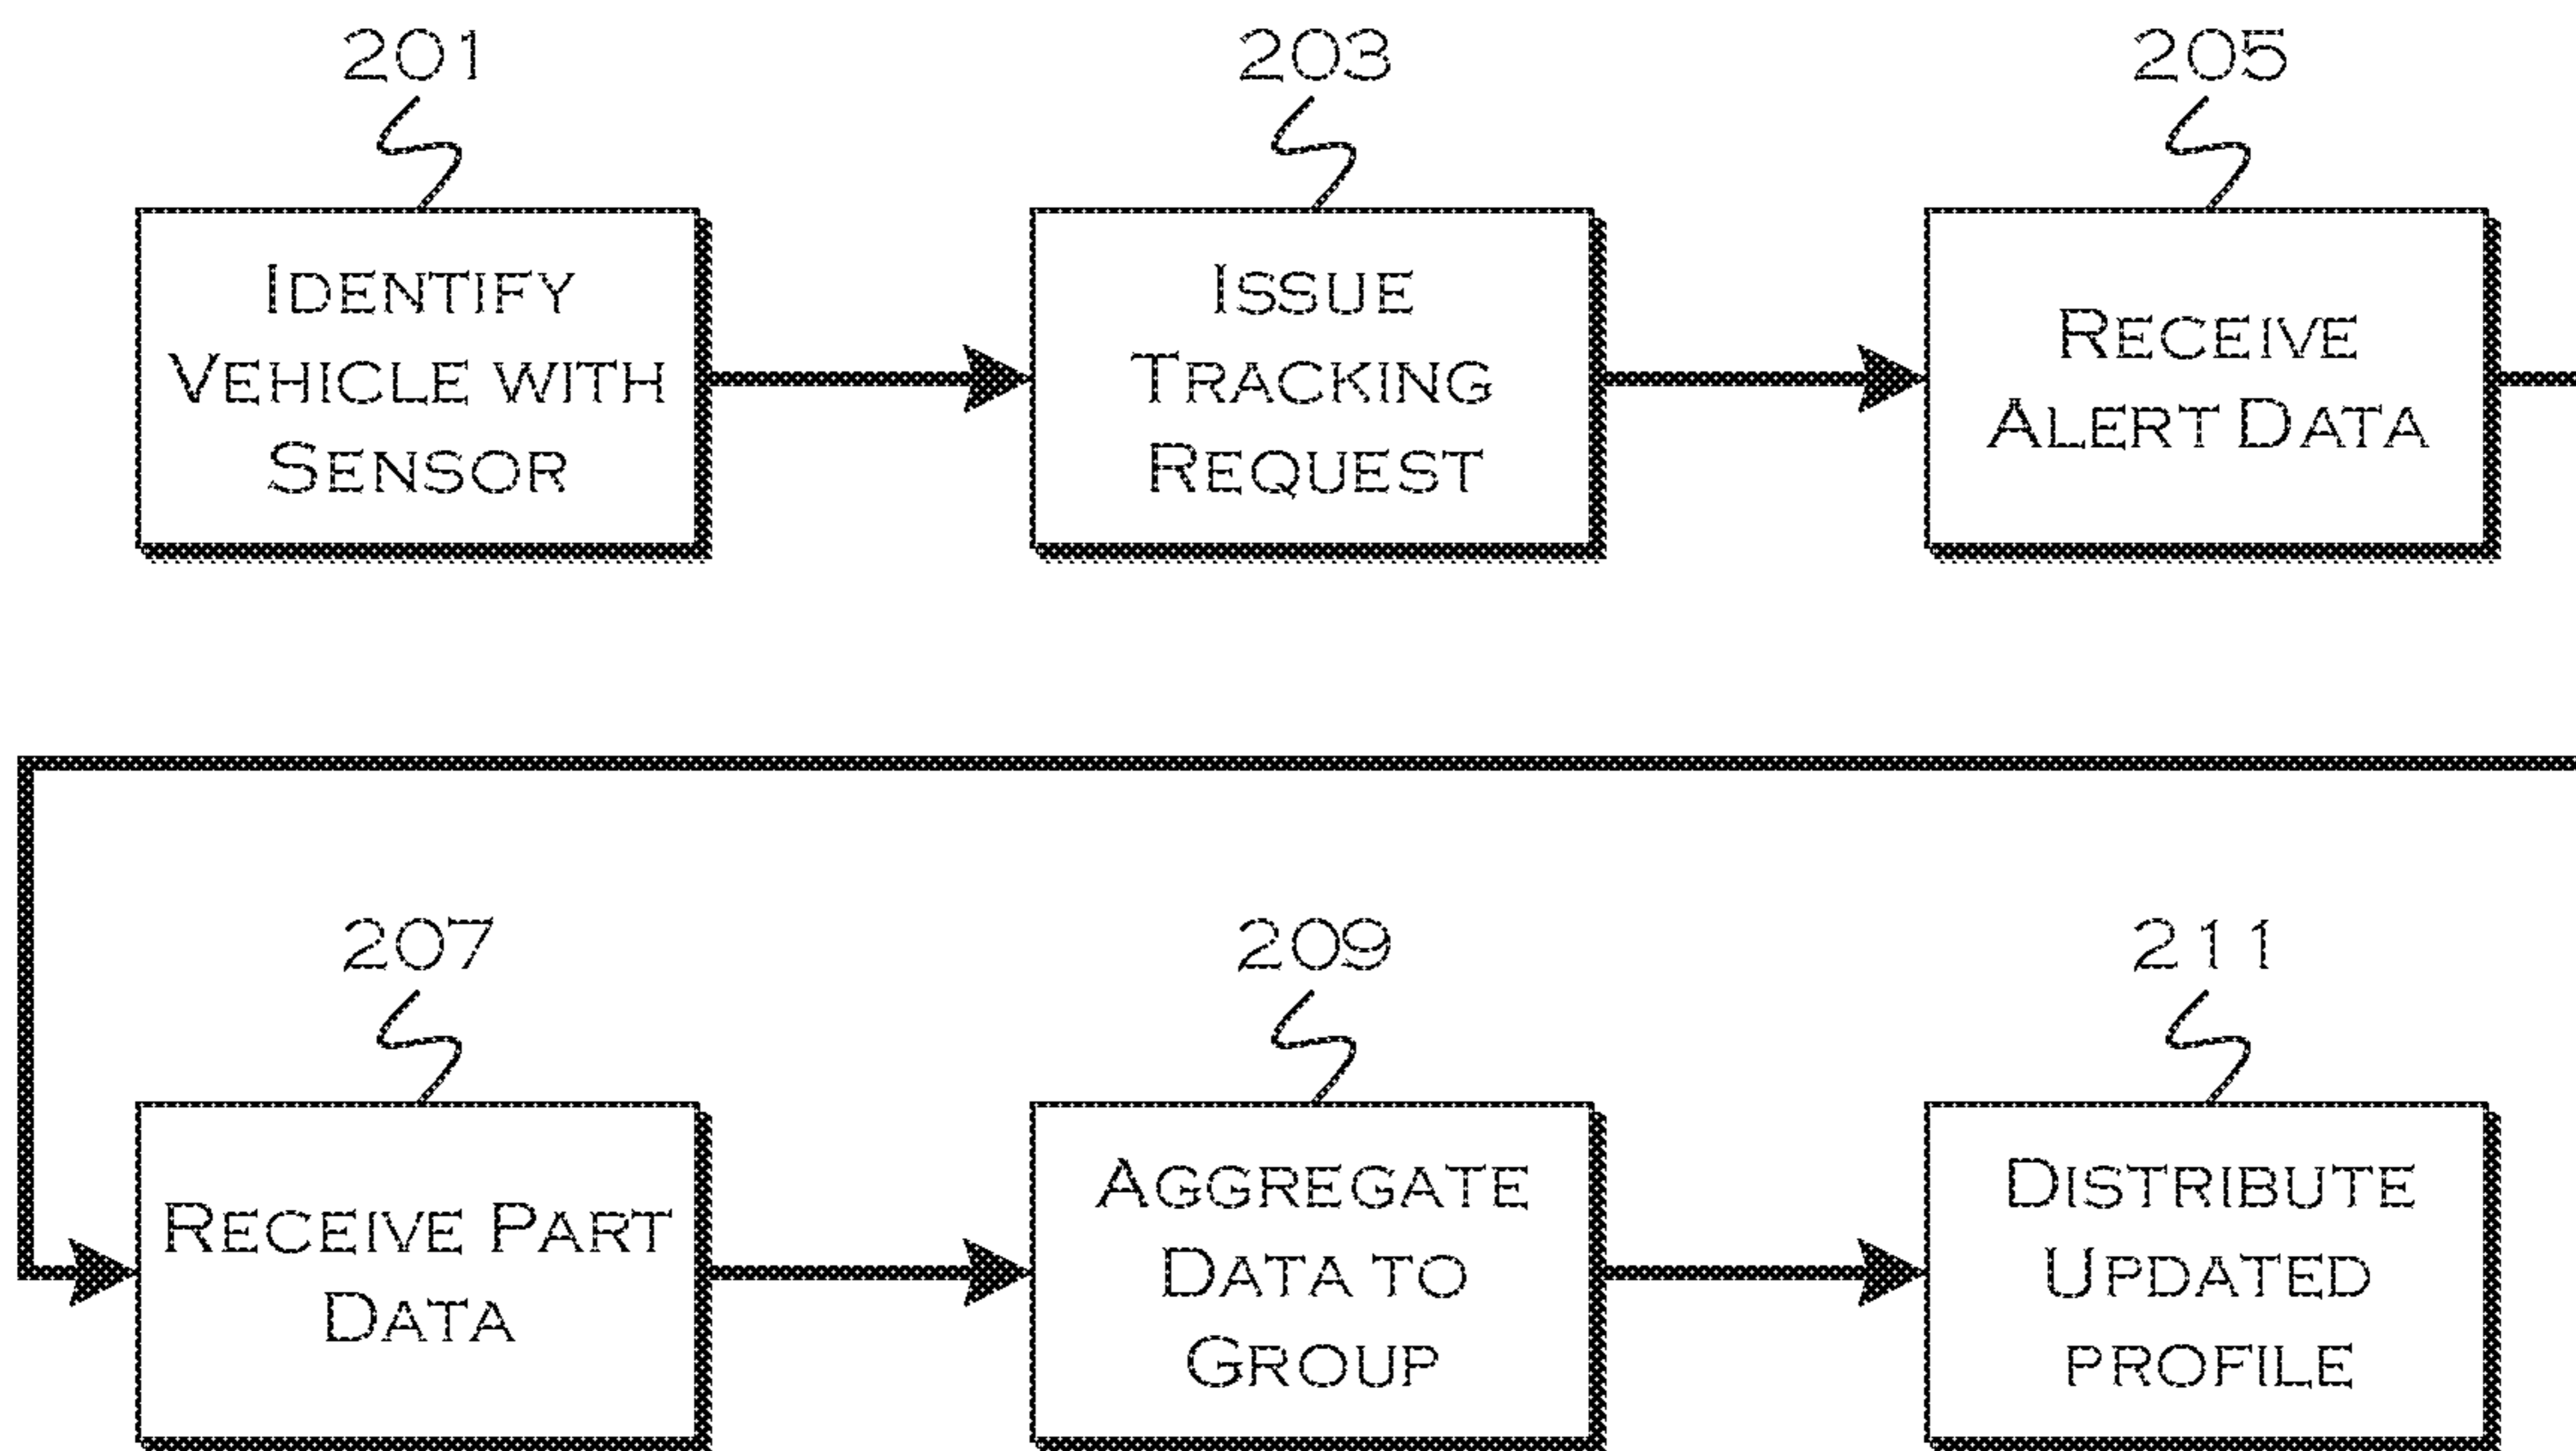 201
203
205
IDENTIFY
VEHICLE WITH
SENSOR
ISSUE
TRACKING
REQUEST
RECEIVE
ALERT DATA
207
209
211
RECEIVE PART
DATA
AGGREGATE
DATA TO
GROUP
DISTRIBUTE
UPDATED
PROFILE